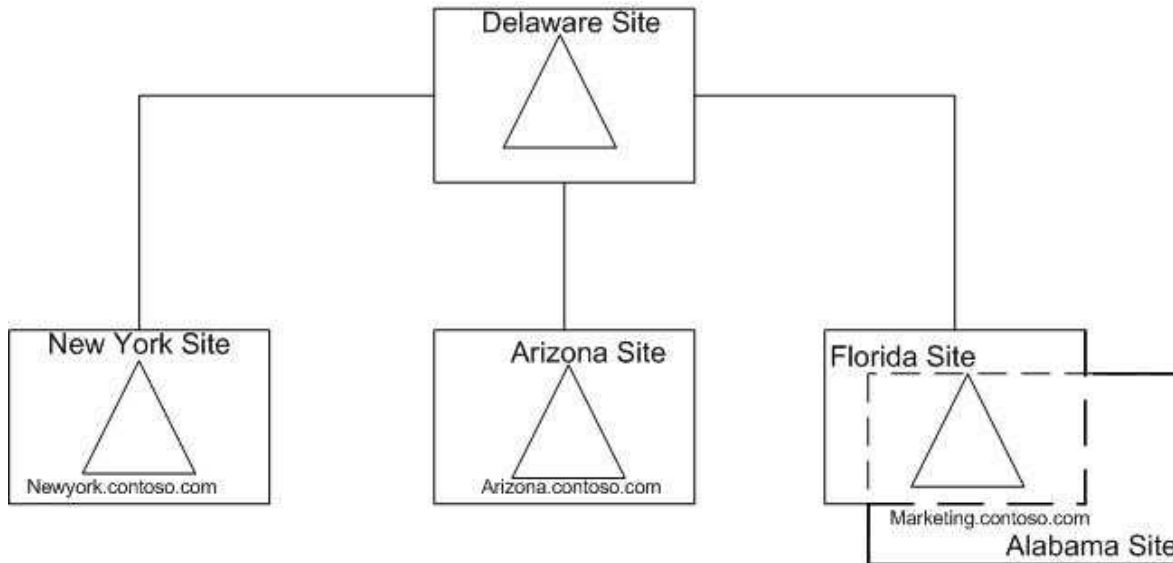 Delaware Site
New York Site
Newyork.contoso.com
Arizona Site
Arizona.contoso.com
Florida Site
Marketing.contoso.com
Alabama Site